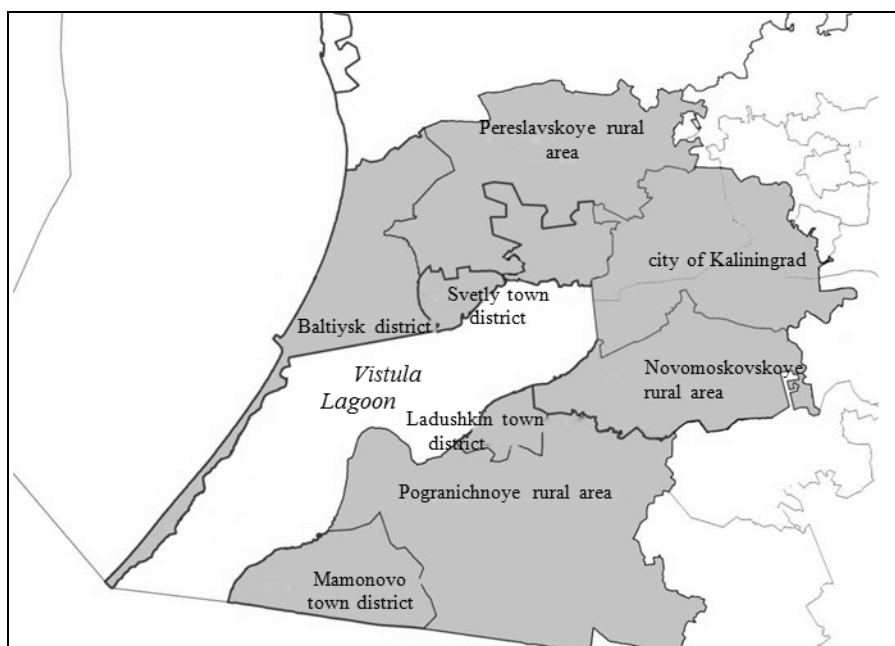 Pereslavskoye rural
area
city of Kaliningrad
Svetly town
district
Baltiysk district
Vistula
Lagoon
Novomoskovskoye
rural area
Ladushkin town
district
Pogranichnoye rural area
Mamonovo
town district